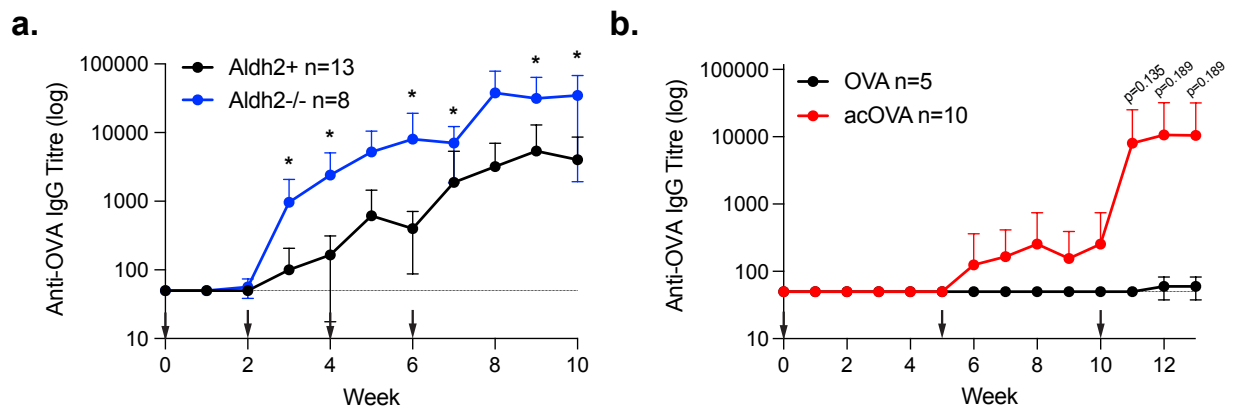 a.
Anti-OVA IgG Titre (log)
100000
10000
1000
100
10
Aldh2+ n=13
Aldh2-/- n=8
* * * * * *
0 2 4 6 8 10
Week
b.
Anti-OVA IgG Titre (log)
100000
10000
1000
100
10
OVA n=5
acOVA n=10
p=0.135
p=0.189
p=0.189
0 2 4 6 8 10 12
Week